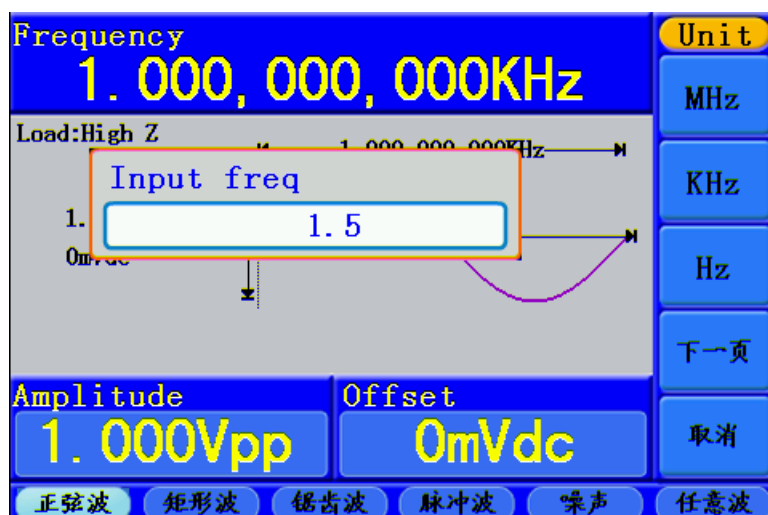 Frequency
1.000,000,000KHz
Unit
MHz
KHz
Hz
下一页
取消
Load:High Z
Input freq
1.5
Amplitude
1.000Vpp
Offset
0mVdc
正弦波 矩形波 锯齿波 脉冲波 噪声 任意波